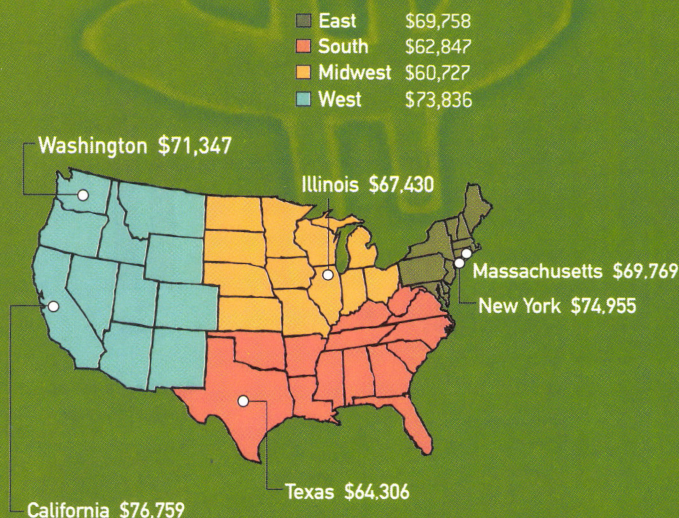 East $69,758
South $62,847
Midwest $60,727
West $73,836
Washington $71,347
Illinois $67,430
Massachusetts $69,769
New York $74,955
Texas $64,306
California $76,759